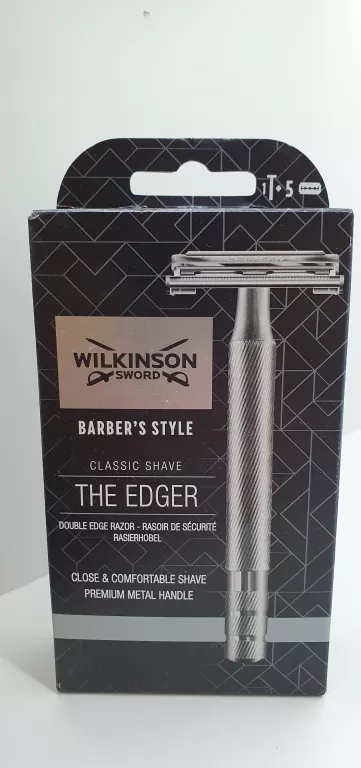 1 + 5
WILKINSON
SWORD
BARBER'S STYLE
CLASSIC SHAVE
THE EDGER
DOUBLE EDGE RAZOR - RASOIR DE SÉCURITÉ
RASIERHOBEL
CLOSE & COMFORTABLE SHAVE
PREMIUM METAL HANDLE